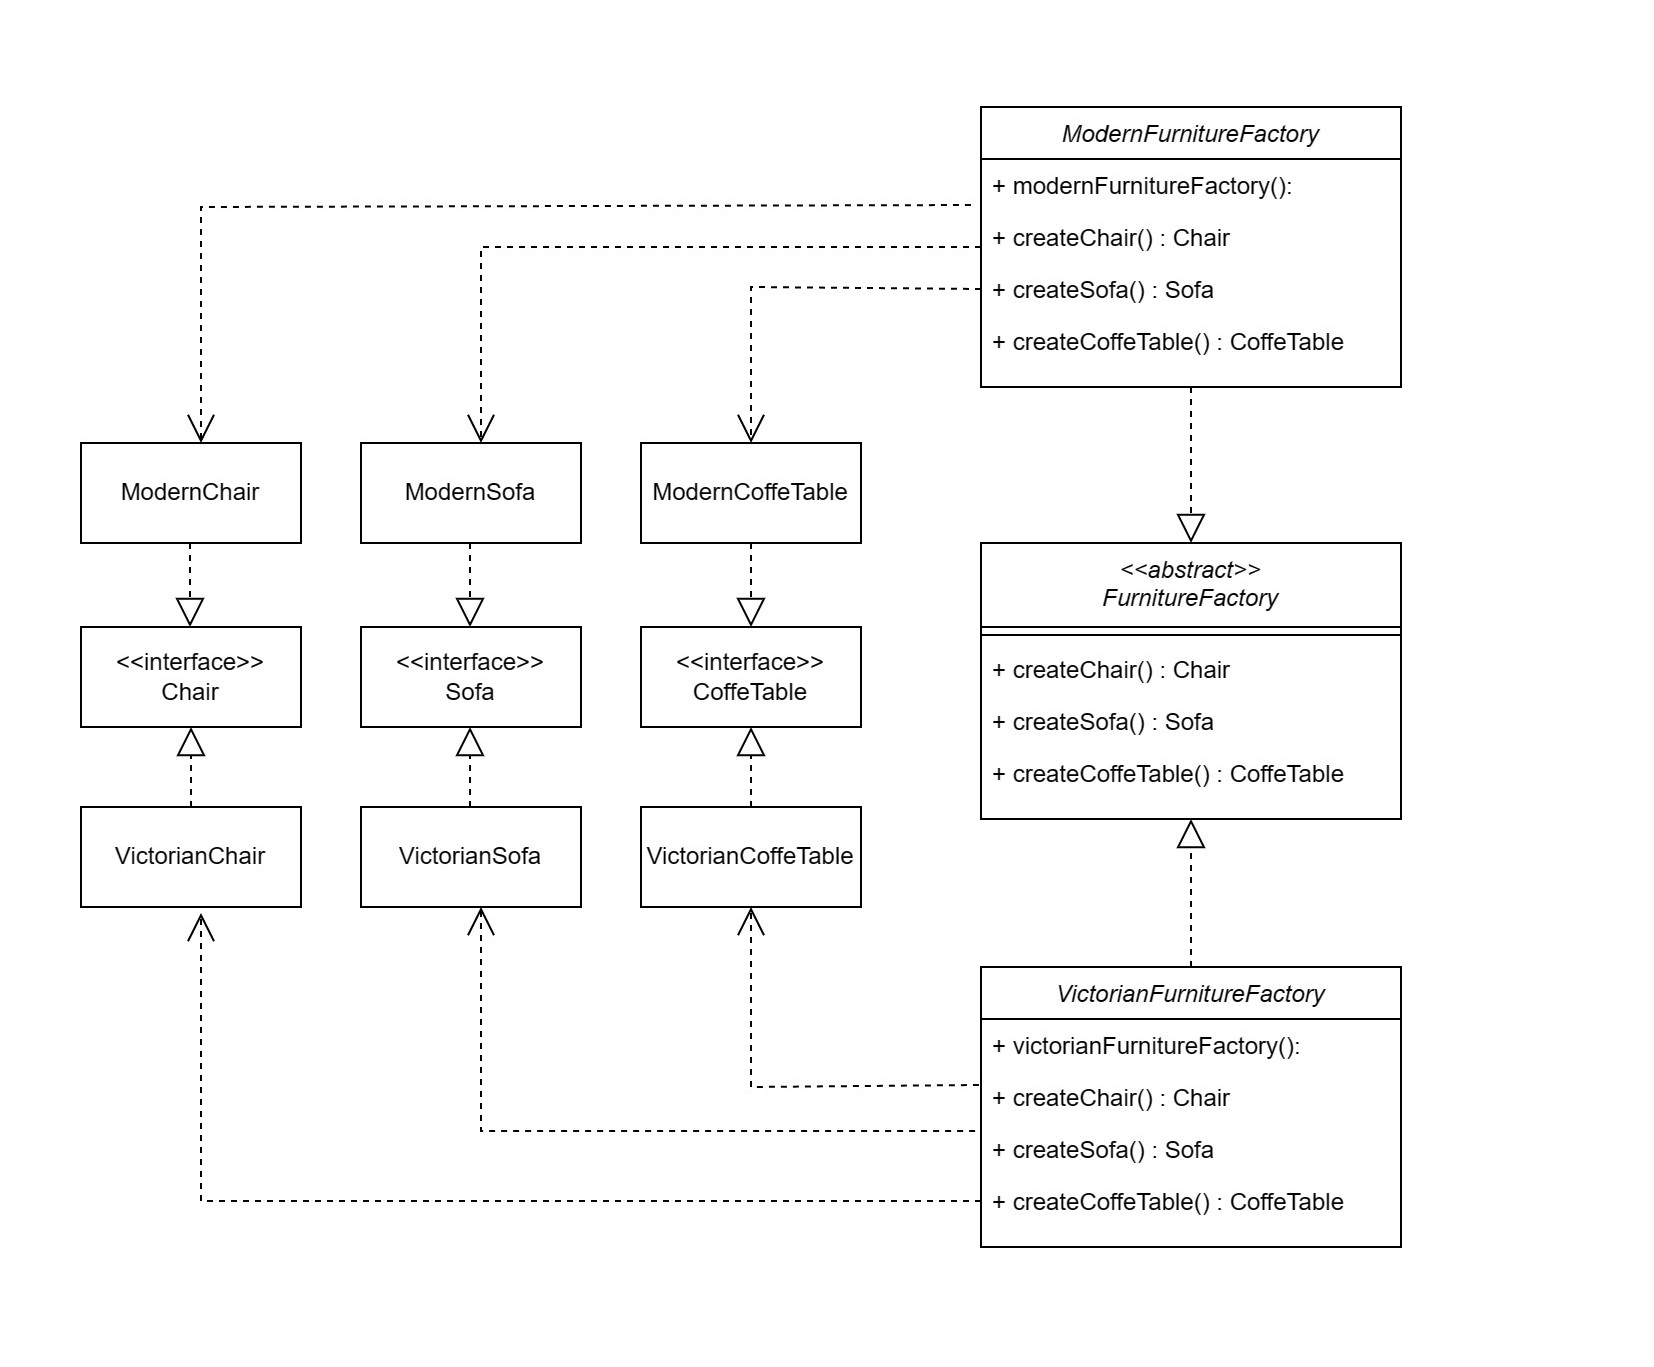 ModernFurnitureFactory
+ modernFurnitureFactory():
+ createChair() : Chair
+ createSofa() : Sofa
+ createCoffeTable() : CoffeTable
ModernChair
ModernSofa
ModernCoffeTable
<<interface>>
Chair
<<interface>>
Sofa
<<interface>>
CoffeTable
<<abstract>>
FurnitureFactory
+ createChair() : Chair
+ createSofa() : Sofa
+ createCoffeTable() : CoffeTable
VictorianChair
VictorianSofa
VictorianCoffeTable
VictorianFurnitureFactory
+ victorianFurnitureFactory():
+ createChair() : Chair
+ createSofa() : Sofa
+ createCoffeTable() : CoffeTable